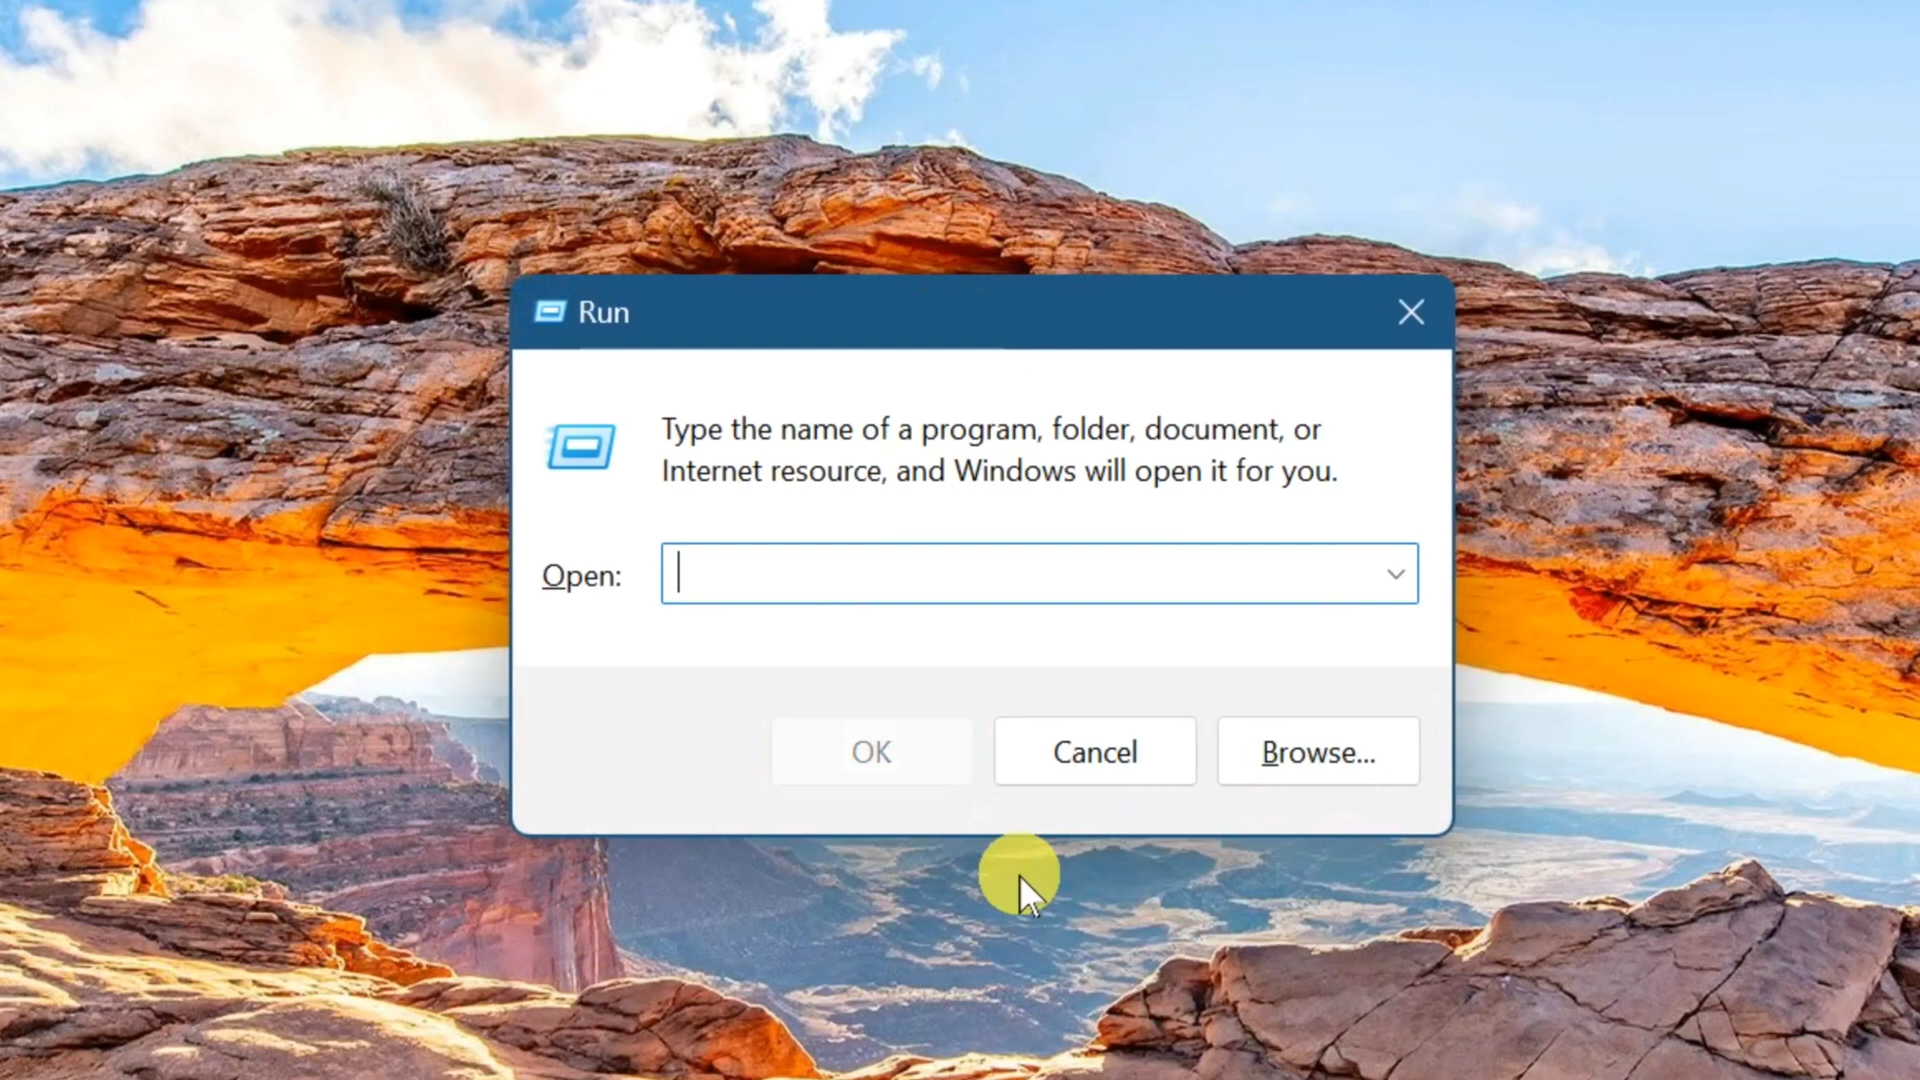 Run
Type the name of a program, folder, document, or
Internet resource, and Windows will open it for you.
Open:
OK
Cancel
Browse...